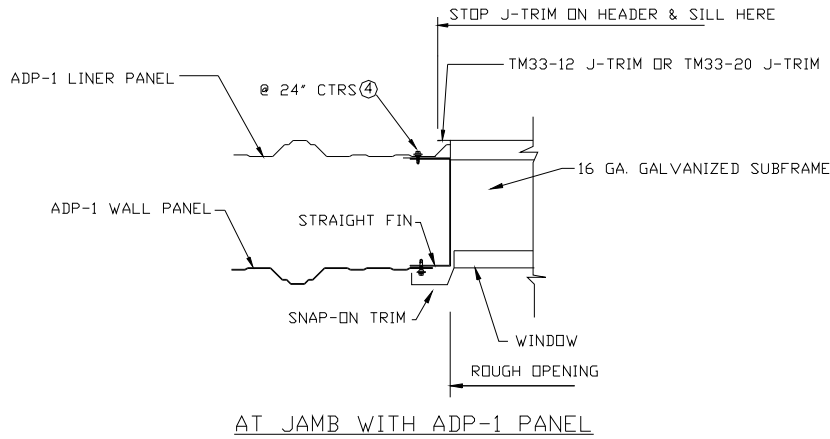 STOP J-TRIM ON HEADER & SILL HERE
TM33-12 J-TRIM OR TM33-20 J-TRIM
ADP-1 LINER PANEL
@ 24" CTRS 4
16 GA. GALVANIZED SUBFRAME
ADP-1 WALL PANEL
STRAIGHT FIN
SNAP-ON TRIM
WINDOW
ROUGH OPENING
AT JAMB WITH ADP-1 PANEL